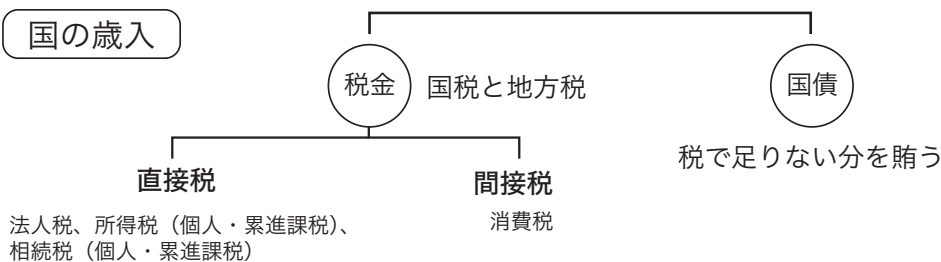 国の歳入
税金
国税と地方税
国債
税で足りない分を賄う
直接税
間接税
法人税、所得税（個人・累進課税）、
相続税（個人・累進課税）
消費税